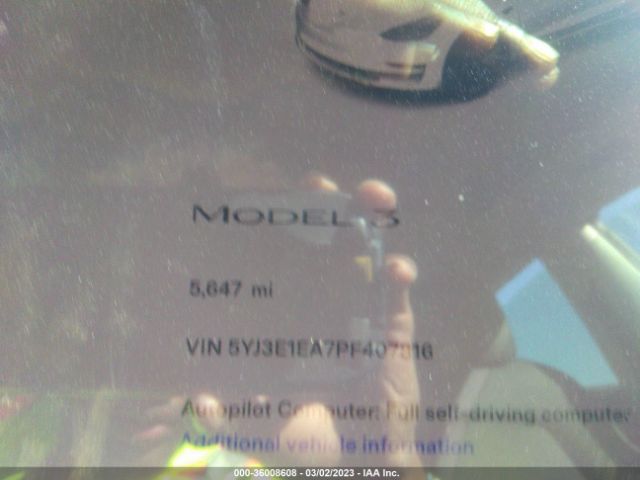 MODEL 3
5,647 mi
VIN
Autopilot Computer: Full self-driving computer
Additional vehicle information
000-36008608 - 03/02/2023 - IAA Inc.